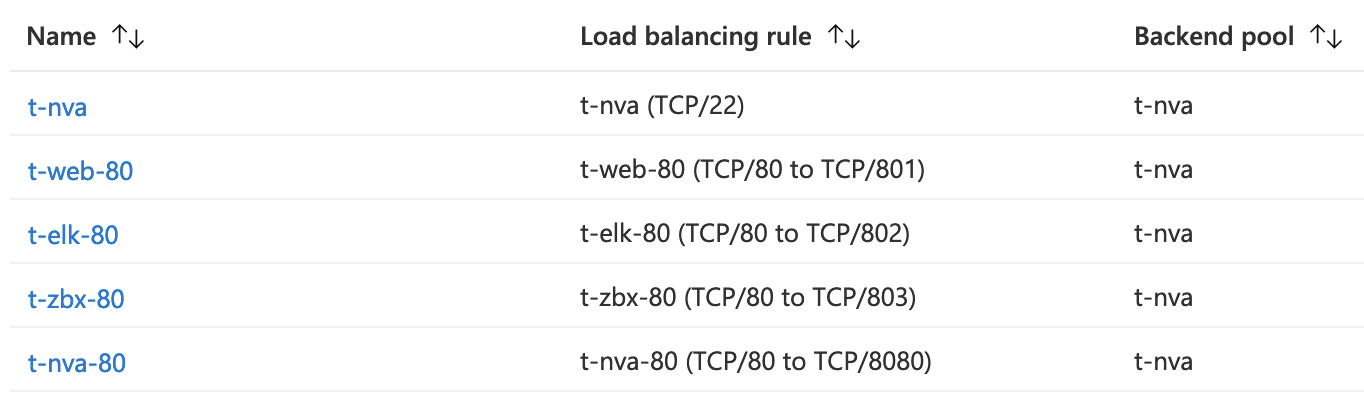 Name ↑↓ Load balancing rule ↑↓ Backend pool ↑↓
t-nva t-nva (TCP/22) t-nva
t-web-80 t-web-80 (TCP/80 to TCP/801) t-nva
t-elk-80 t-elk-80 (TCP/80 to TCP/802) t-nva
t-zbx-80 t-zbx-80 (TCP/80 to TCP/803) t-nva
t-nva-80 t-nva-80 (TCP/80 to TCP/8080) t-nva